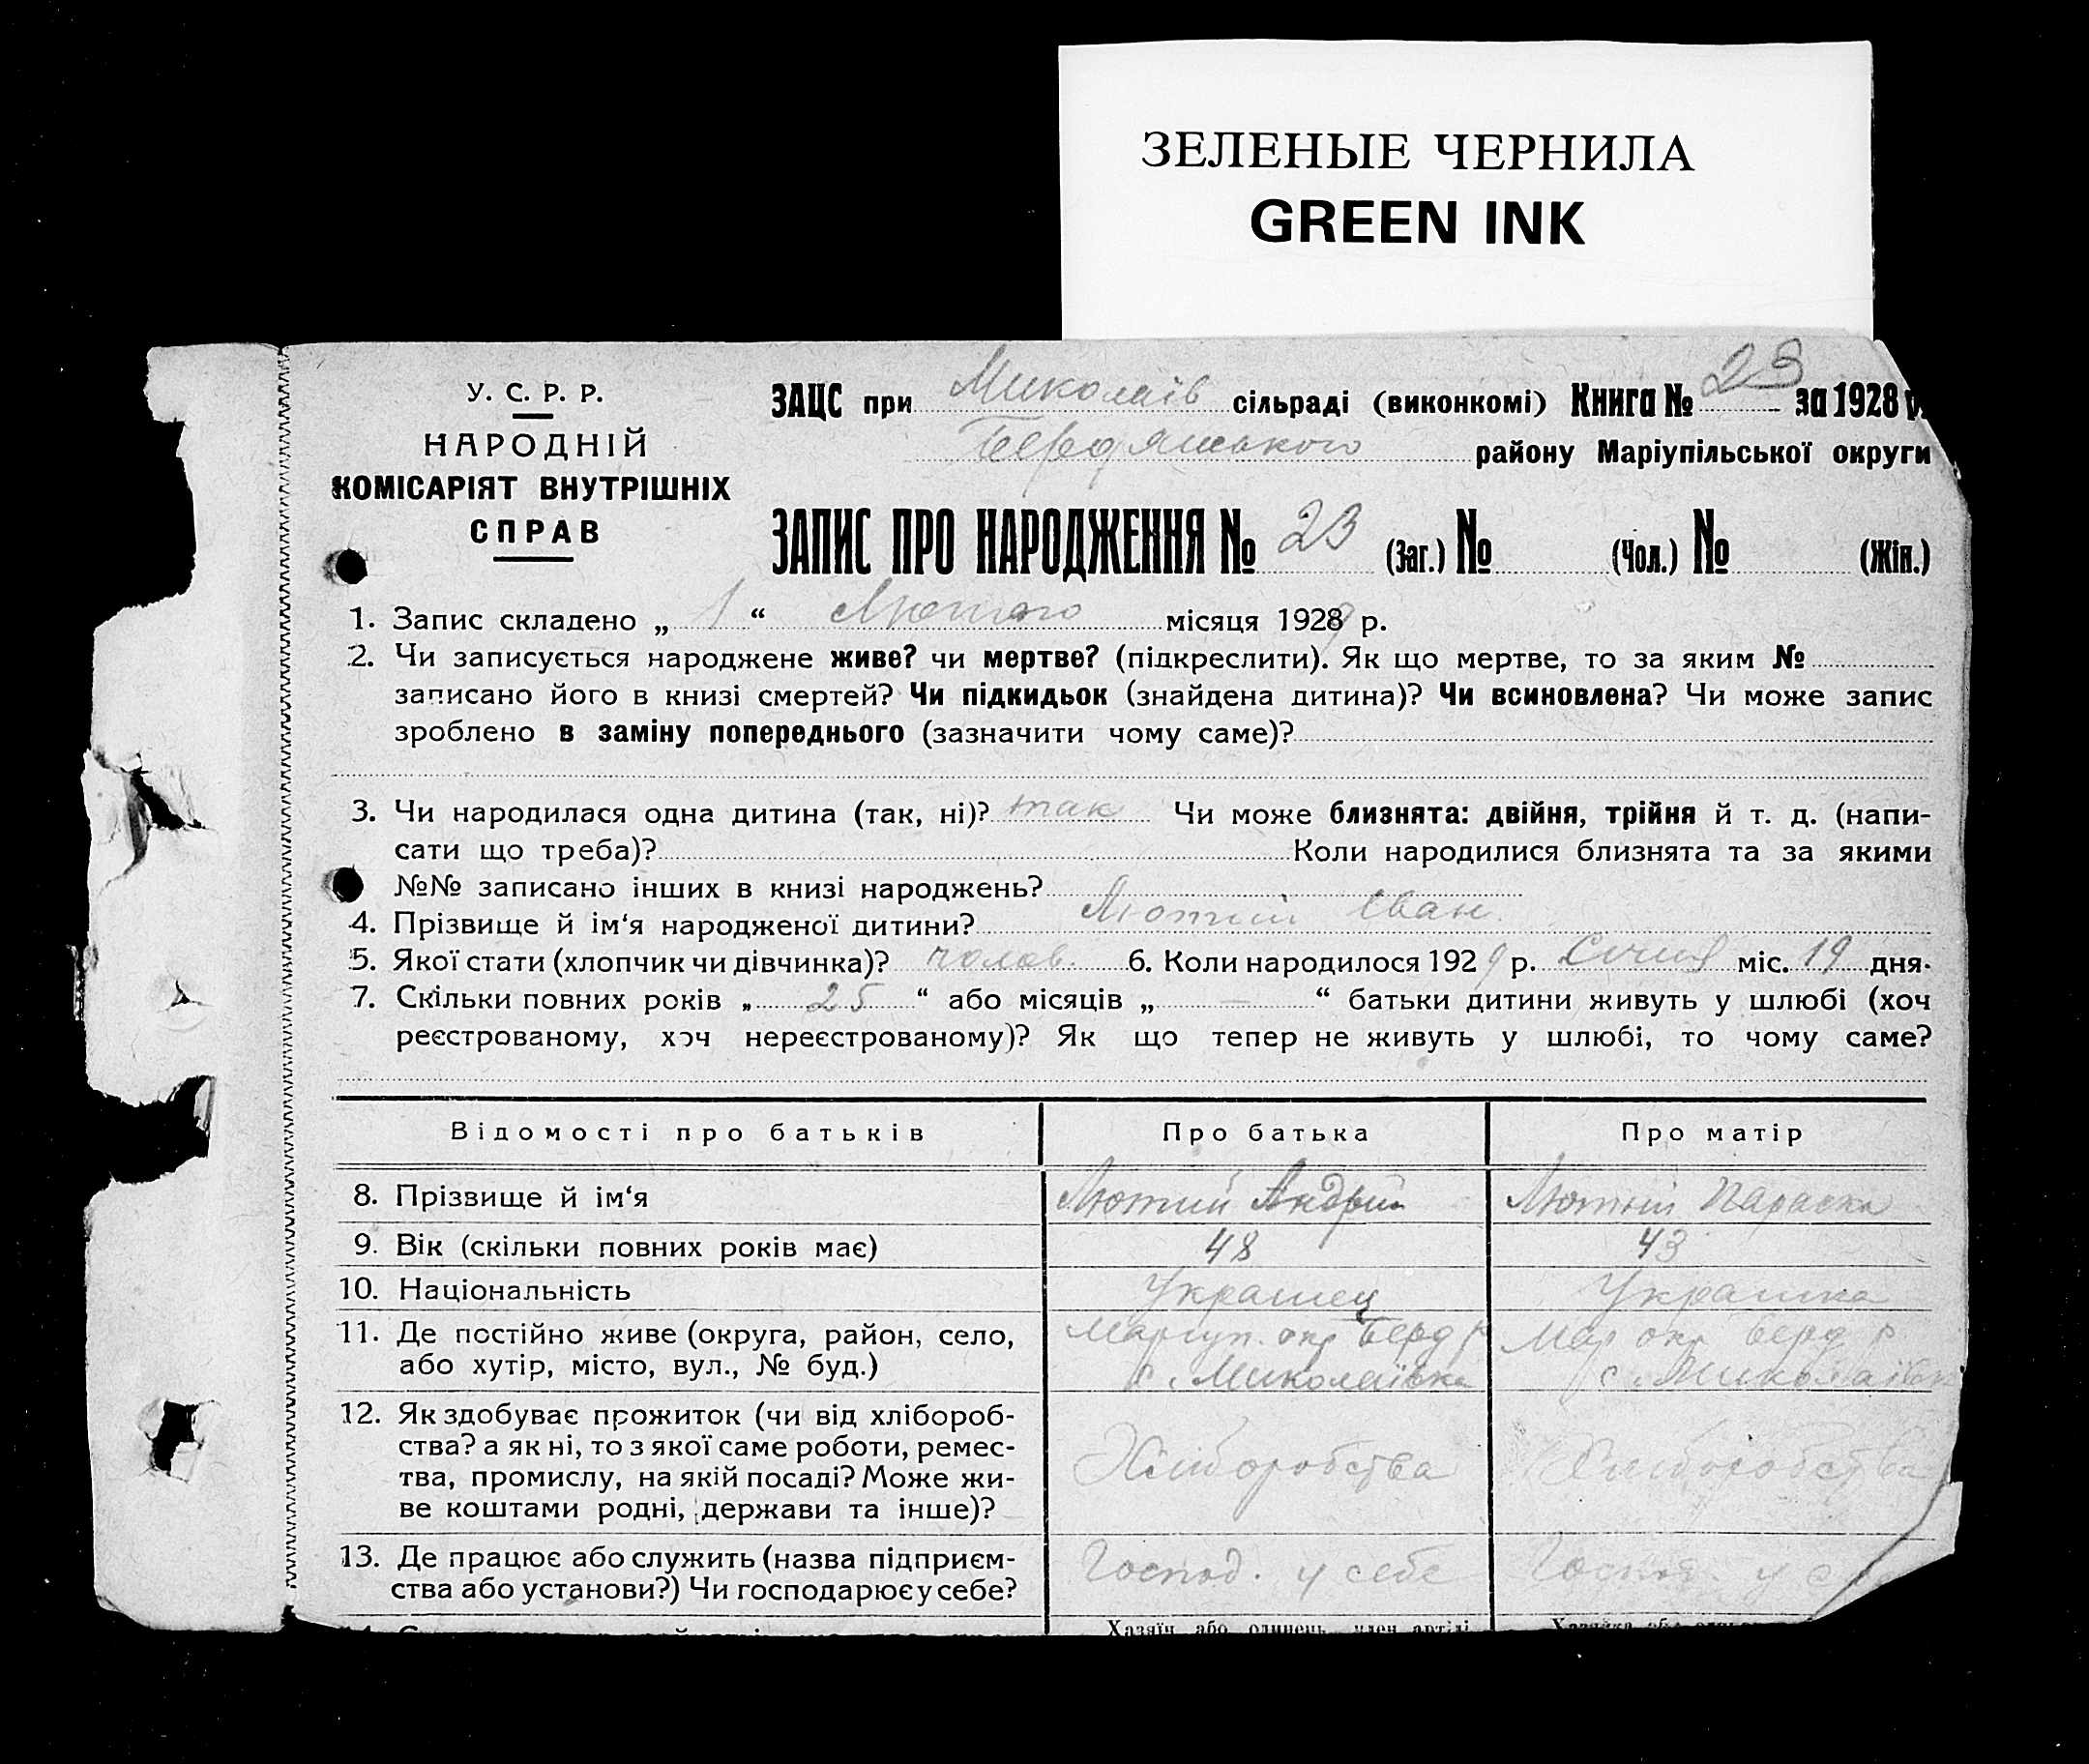 ЗЕЛЕНЫЕ ЧЕРНИЛА
GREEN INK
У. С. Р. Р.
НАРОДНІЙ
КОМІСАРІЯТ ВНУТРІШНІХ
СПРАВ
ЗАЦС при Миколаїв сільраді (виконкомі) Книга № 23 за 1928 р.
Бердянського району Маріупільської округи
ЗАПИС ПРО НАРОДЖЕННЯ № 23 (Заг.) № (Чол.) № (Жін.)
1. Запис складено „ 1 “ Лютого місяця 19289 р.
2. Чи записується народжене живе? чи мертве? (підкреслити). Як що мертве, то за яким №
записано його в книзі смертей? Чи підкидьок (знайдена дитина)? Чи всиновлена? Чи може запис
зроблено в заміну попереднього (зазначити чому саме)?
3. Чи народилася одна дитина (так, ні)? так Чи може близнята: двійня, трійня й т. д. (напи-
сати що треба)? Коли народилися близнята та за якими
№№ записано інших в книзі народжень?
4. Прізвище й ім‘я народженої дитини? Лютий Іван
5. Якої стати (хлопчик чи дівчинка)? чолов. 6. Коли народилося 1929 р. Січня міс. 19 дня.
7. Скільки повних років „ 25 “ або місяців „ — “ батьки дитини живуть у шлюбі (хоч
реєстрованому, хоч нереєстрованому)? Як що тепер не живуть у шлюбі, то чому саме?
Відомості про батьків Про батька Про матір
8. Прізвище й ім‘я Лютий Андрій Лютий Параска
9. Вік (скільки повних років має) 48 43
10. Національність Українец Українка
11. Де постійно живе (округа, район, село, Маріуп. окр Берд р Мар окр Берд р
або хутір, місто, вул., № буд.) с. Миколаївка с. Миколаївк
12. Як здобуває прожиток (чи від хлібороб-
ства? а як ні, то з якої саме роботи, ремес- Хліборобства Хліборобства
тва, промислу, на якій посаді? Може жи-
ве коштами родні, держави та інше)?
13. Де працює або служить (назва підприєм- Господ. у себе Господ. у с
ства або установи?) Чи господарює у себе?
Хазяїн або одинець, член артілі